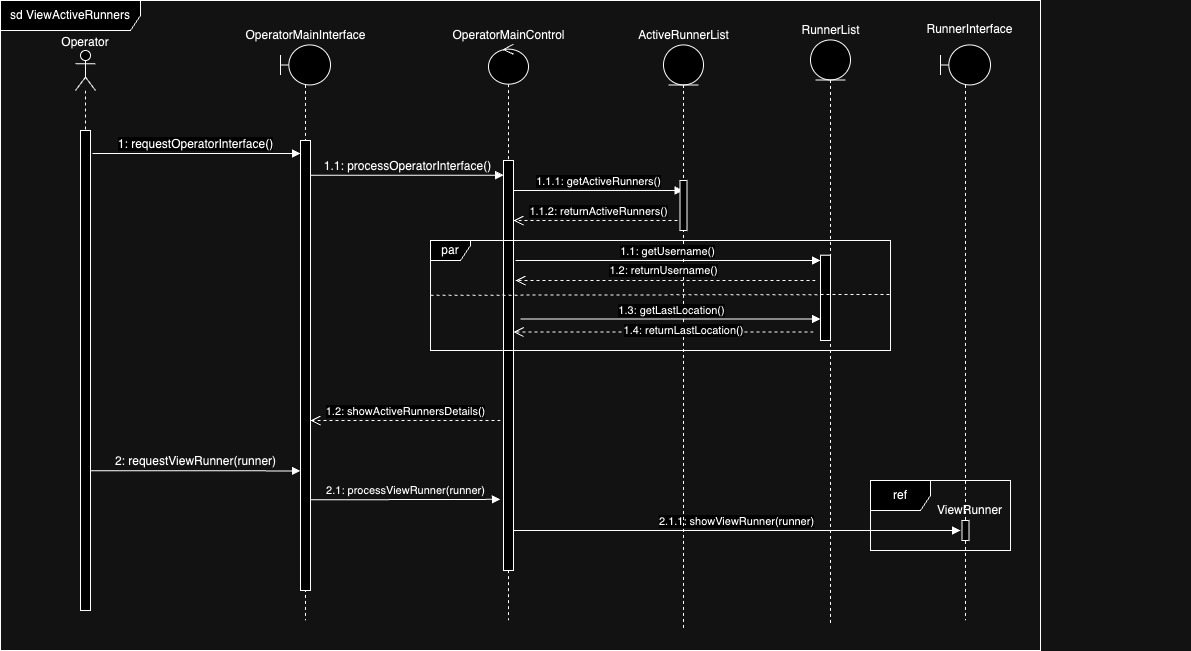 sd ViewActiveRunners
Operator
OperatorMainInterface
OperatorMainControl
ActiveRunnerList
RunnerList
RunnerInterface
1: requestOperatorInterface()
1.1: processOperatorInterface()
1.1.1: getActiveRunners()
1.1.2: returnActiveRunners()
par
1.1: getUsername()
1.2: returnUsername()
1.3: getLastLocation()
1.4: returnLastLocation()
1.2: showActiveRunnersDetails()
2: requestViewRunner(runner)
2.1: processViewRunner(runner)
ref
ViewRunner
2.1.1: showViewRunner(runner)